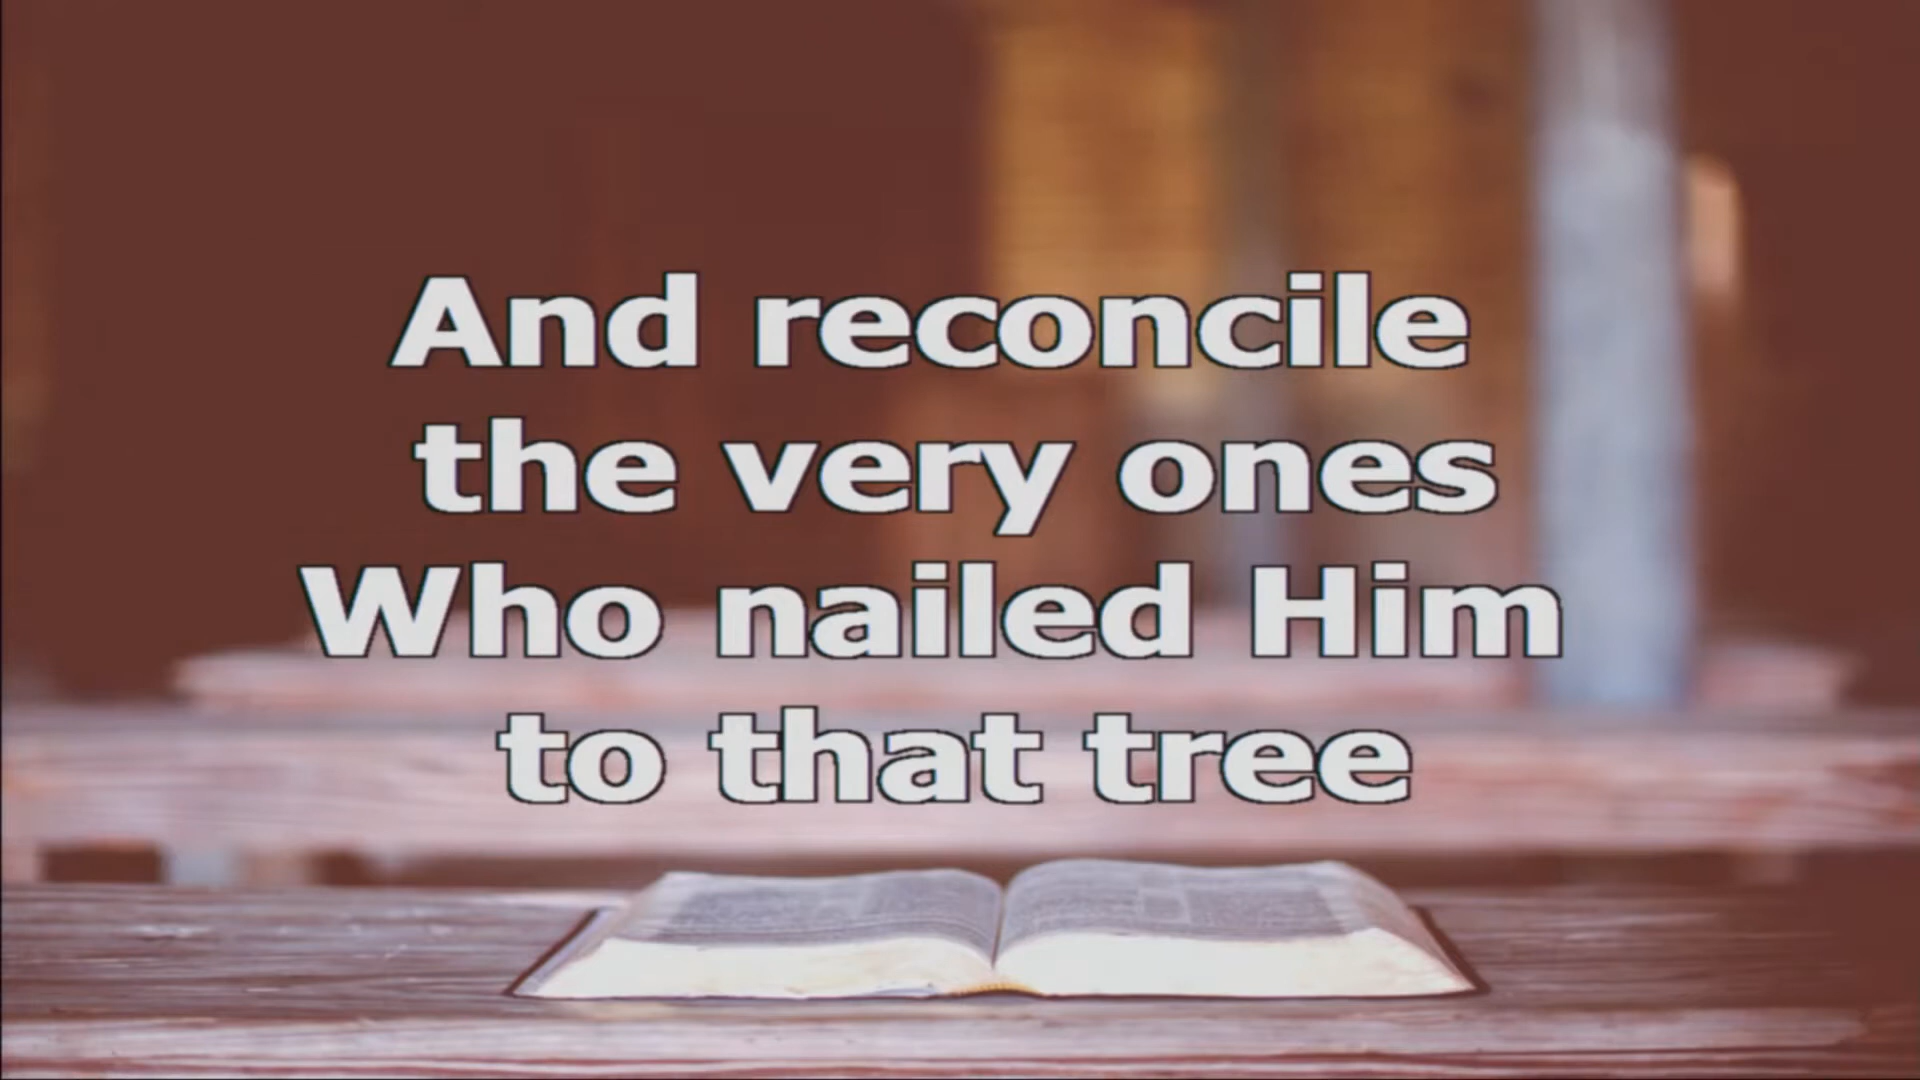 And reconcile
the very ones
Who nailed Him
to that tree